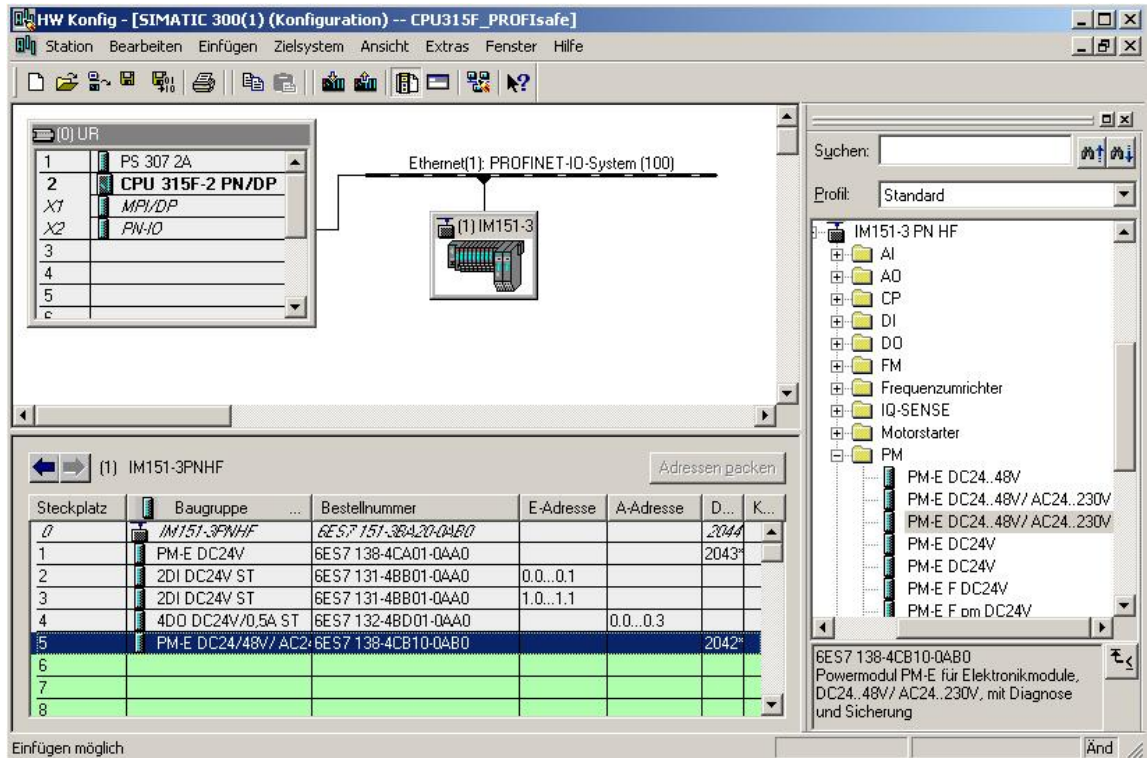 HW Konfig - [SIMATIC 300(1) (Konfiguration) -- CPU315F_PROFIsafe]
Station Bearbeiten Einfügen Zielsystem Ansicht Extras Fenster Hilfe
(0) UR
1 PS 307 2A
2 CPU 315F-2 PN/DP
X1 MPI/DP
X2 PN-IO
3
4
5
Ethernet(1): PROFINET-IO-System (100)
(1) IM151-3
Suchen:
Profil: Standard
IM151-3 PN HF
AI
AO
CP
DI
DO
FM
Frequenzumrichter
IQ-SENSE
Motorstarter
PM
PM-E DC24..48V
PM-E DC24..48V/ AC24..230V
PM-E DC24..48V/ AC24..230V
PM-E DC24V
PM-E DC24V
PM-E F DC24V
PM-E F pm DC24V
6ES7 138-4CB10-0AB0
Powermodul PM-E für Elektronikmodule,
DC24..48V/ AC24..230V, mit Diagnose
und Sicherung
(1) IM151-3PNHF
Adressen packen
Steckplatz Baugruppe ... Bestellnummer E-Adresse A-Adresse D... K...
0 IM151-3PNHF 6ES7 151-3BA20-0AB0 2044
1 PM-E DC24V 6ES7 138-4CA01-0AA0 2043*
2 2DI DC24V ST 6ES7 131-4BB01-0AA0 0.0...0.1
3 2DI DC24V ST 6ES7 131-4BB01-0AA0 1.0...1.1
4 4DO DC24V/0,5A ST 6ES7 132-4BD01-0AA0 0.0...0.3
5 PM-E DC24/48V/ AC24 6ES7 138-4CB10-0AB0 2042*
6
7
8
Einfügen möglich
Änd